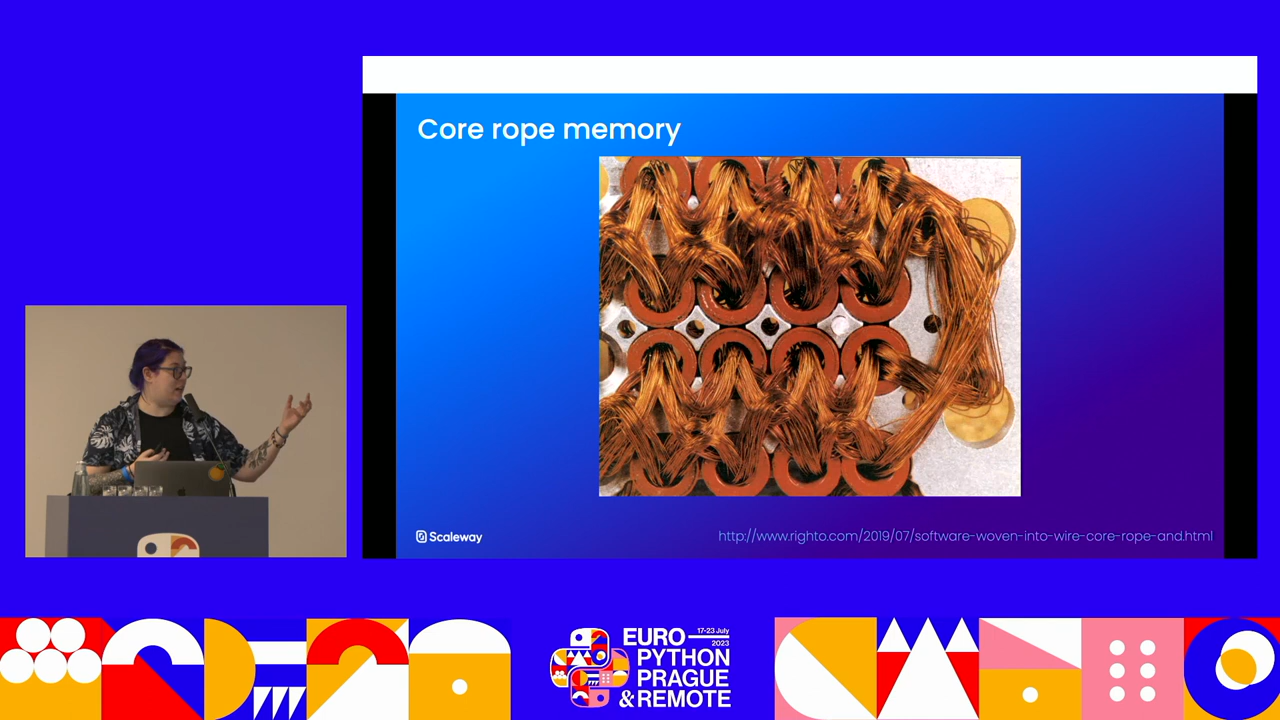 Core rope memory
Scaleway
http://www.righto.com/2019/07/software-woven-into-wire-core-rope-and.html
EURO
17-23 July
2023
PYTHON
PRAGUE
& REMOTE